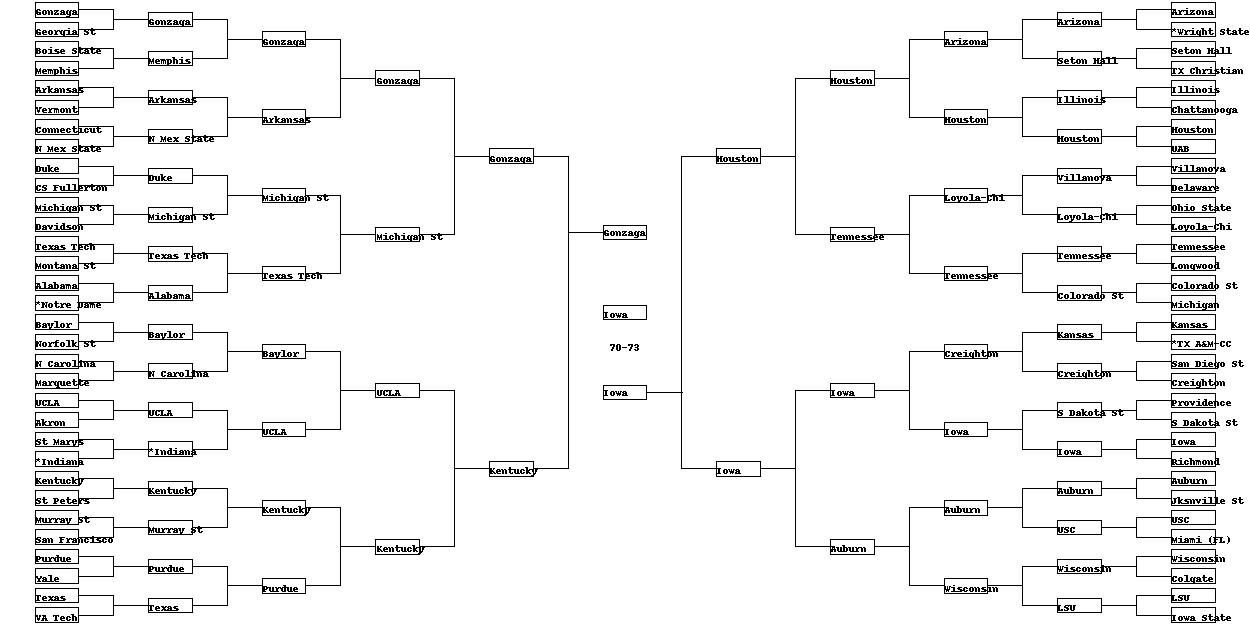 Gonzaga
Georgia St
Boise State
Memphis
Arkansas
Vermont
Connecticut
N Mex State
Duke
CS Fullerton
Michigan St
Davidson
Texas Tech
Montana St
Alabama
*Notre Dame
Baylor
Norfolk St
N Carolina
Marquette
UCLA
Akron
St Marys
*Indiana
Kentucky
St Peters
Murray St
San Francisco
Purdue
Yale
Texas
VA Tech
Gonzaga
Memphis
Arkansas
N Mex State
Duke
Michigan St
Texas Tech
Alabama
Baylor
N Carolina
UCLA
*Indiana
Kentucky
Murray St
Purdue
Texas
Gonzaga
Arkansas
Michigan St
Texas Tech
Baylor
UCLA
Kentucky
Purdue
Gonzaga
Michigan St
UCLA
Kentucky
Gonzaga
Kentucky
Gonzaga
Iowa
70-73
Iowa
Houston
Iowa
Houston
Tennessee
Iowa
Auburn
Arizona
Houston
Loyola-Chi
Tennessee
Creighton
Iowa
Auburn
Wisconsin
Arizona
Seton Hall
Illinois
Houston
Villanova
Loyola-Chi
Tennessee
Colorado St
Kansas
Creighton
S Dakota St
Iowa
Auburn
USC
Wisconsin
LSU
Arizona
*Wright State
Seton Hall
TX Christian
Illinois
Chattanooga
Houston
UAB
Villanova
Delaware
Ohio State
Loyola-Chi
Tennessee
Longwood
Colorado St
Michigan
Kansas
*TX A&M-CC
San Diego St
Creighton
Providence
S Dakota St
Iowa
Richmond
Auburn
Jksnville St
USC
Miami (FL)
Wisconsin
Colgate
LSU
Iowa State